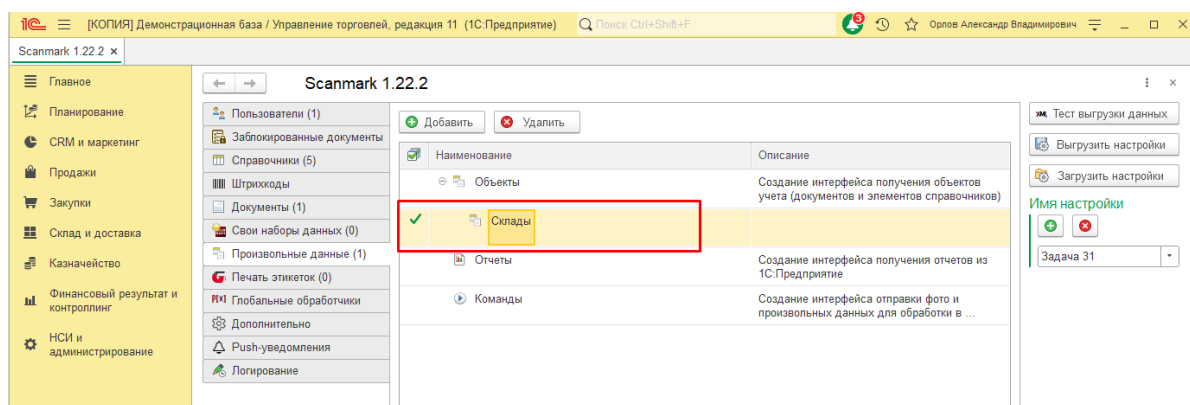 [КОПИЯ] Демонстрационная база / Управление торговлей, редакция 11 (1С:Предприятие)
Поиск Ctrl+Shift+F
3
Орлов Александр Владимирович
Scanmark 1.22.2 ×
Главное
Планирование
CRM и маркетинг
Продажи
Закупки
Склад и доставка
Казначейство
Финансовый результат и
контроллинг
НСИ и
администрирование
Scanmark 1.22.2
Пользователи (1)
Заблокированные документы
Справочники (5)
Штрихкоды
Документы (1)
Свои наборы данных (0)
Произвольные данные (1)
Печать этикеток (0)
Глобальные обработчики
Дополнительно
Push-уведомления
Логирование
Добавить
Удалить
Наименование
Описание
Объекты
Создание интерфейса получения объектов
учета (документов и элементов справочников)
Склады
Отчеты
Создание интерфейса получения отчетов из
1С:Предприятие
Команды
Создание интерфейса отправки фото и
произвольных данных для обработки в ...
Тест выгрузки данных
Выгрузить настройки
Загрузить настройки
Имя настройки
Задача 31